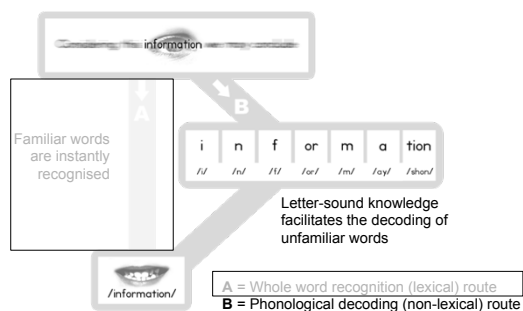 information
A
B
Familiar words
are instantly
recognised
i n f or m a tion
/i/ /n/ /f/ /or/ /m/ /ay/ /shon/
Letter-sound knowledge
facilitates the decoding of
unfamiliar words
/information/
A = Whole word recognition (lexical) route
B = Phonological decoding (non-lexical) route